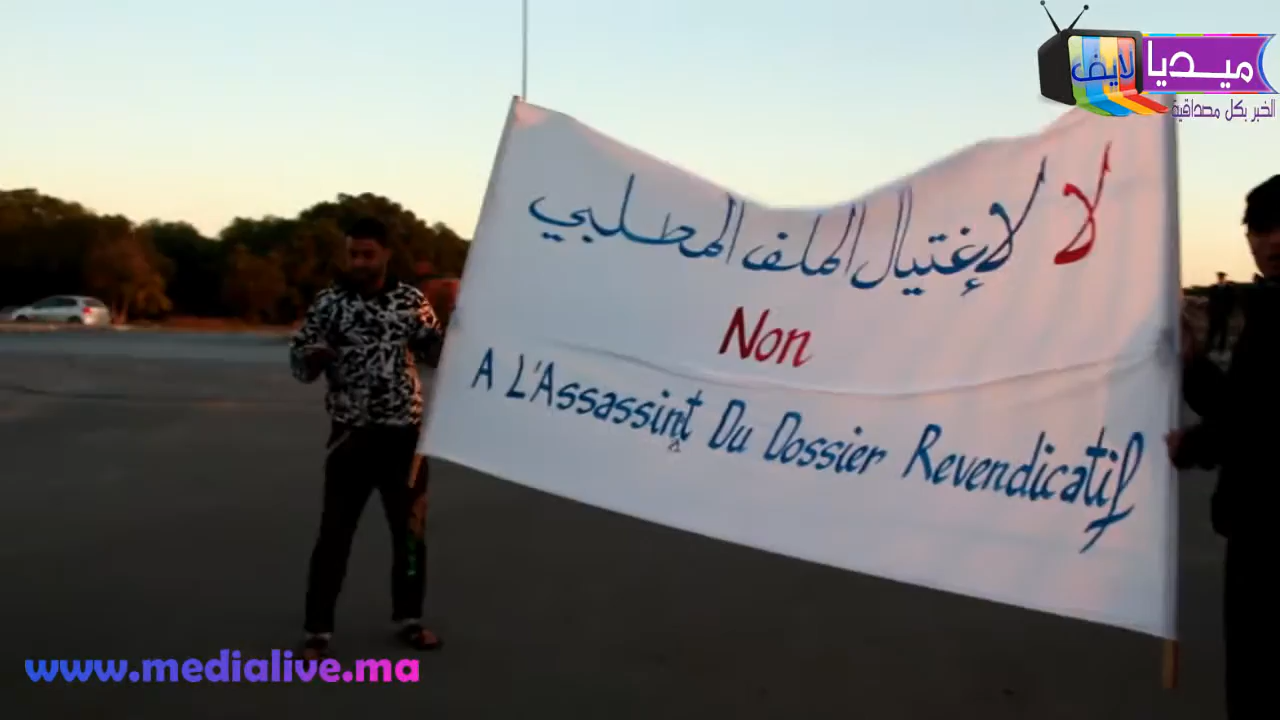 ميديا لايف
الخبر بكل مصداقية
لا لإغتيال الملف المطلبي
Non
A L'Assassint Du Dossier Revendicatif
www.medialive.ma